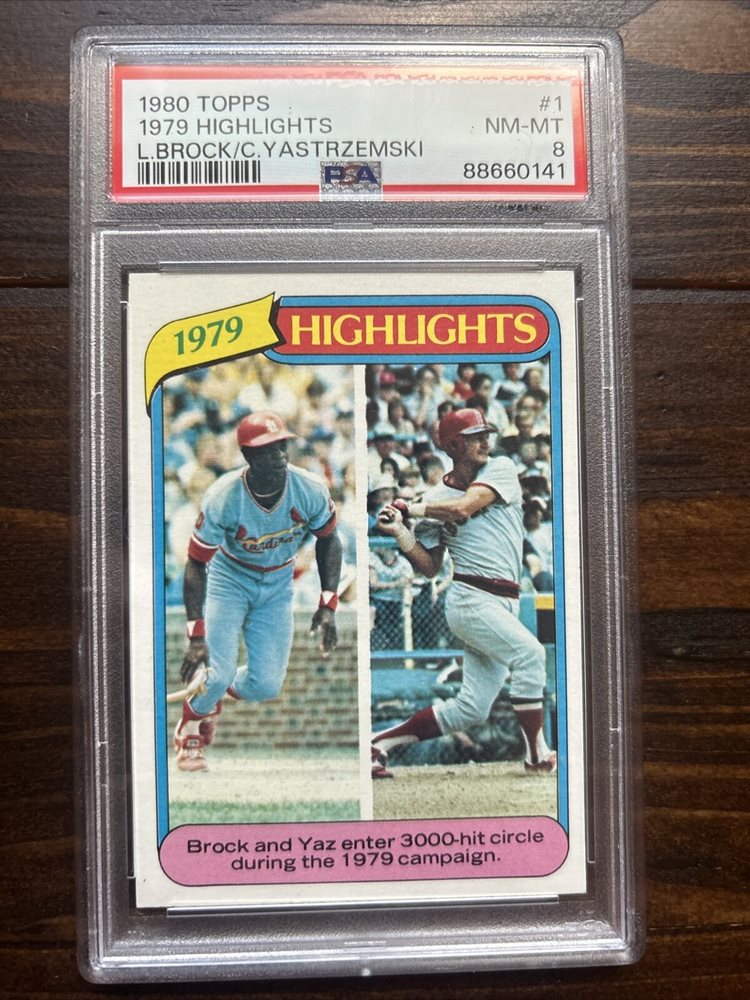 1980 TOPPS #1
1979 HIGHLIGHTS NM-MT
L.BROCK/C.YASTRZEMSKI 8
PSA 88660141
1979 HIGHLIGHTS
Cardinals
Brock and Yaz enter 3000-hit circle
during the 1979 campaign.